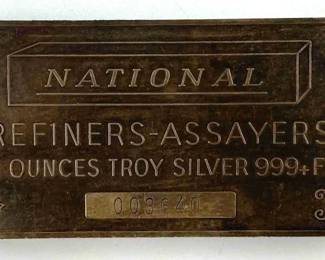 NATIONAL
REFINERS-ASSAYERS
OUNCES TROY SILVER 999+F